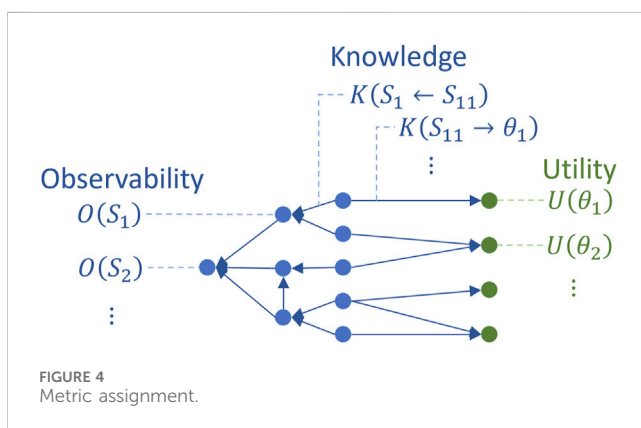 Knowledge
K(S₁ ← S₁₁)
K(S₁₁ → θ₁)
⋮
Observability
Utility
O(S₁)
U(θ₁)
O(S₂)
U(θ₂)
⋮
⋮
FIGURE 4
Metric assignment.